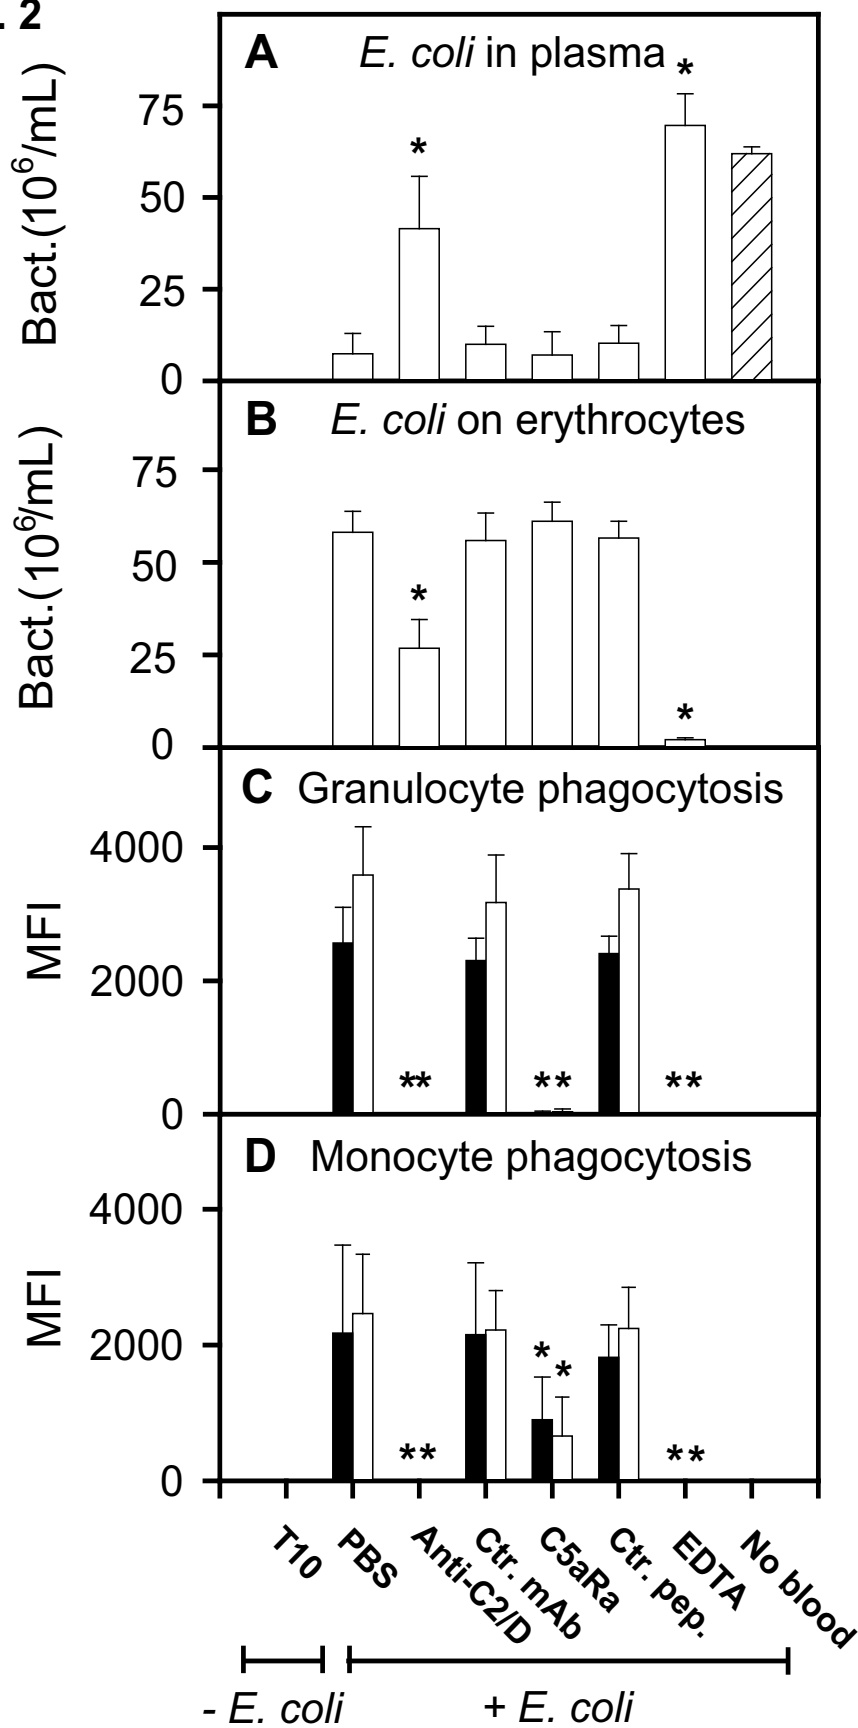 . 2
A E. coli in plasma
Bact.(10⁶/mL)
75
*
*
50
25
0
B E. coli on erythrocytes
Bact.(10⁶/mL)
75
50
*
25
*
0
C Granulocyte phagocytosis
MFI
4000
2000
** ** **
0
D Monocyte phagocytosis
MFI
4000
2000
* *
** **
0
T10 PBS Anti-C2/D Ctr. mAb C5aRa Ctr. pep. EDTA No blood
- E. coli + E. coli